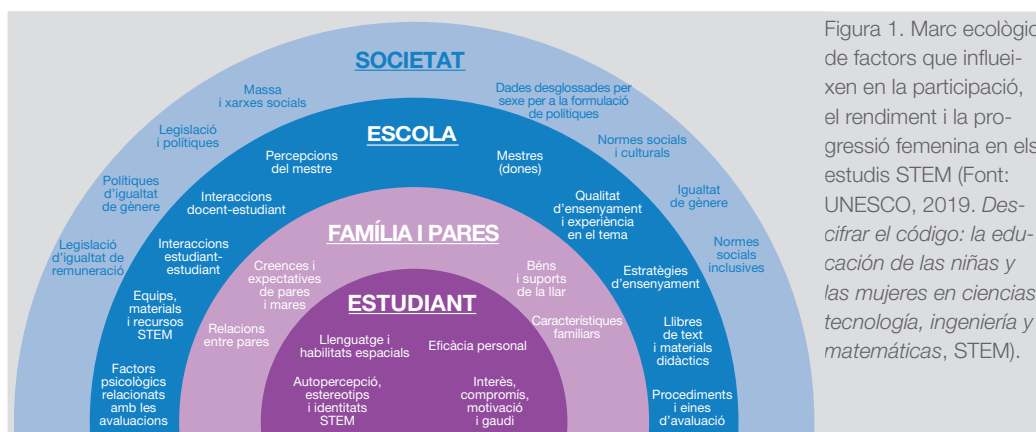 SOCIETAT
Massa
i xarxes socials
Dades desglossades per
sexe per a la formulació
de polítiques
Legislació
i polítiques
Normes socials
i culturals
Polítiques
d'igualtat
de gènere
Igualtat
de gènere
Legislació
d'igualtat de
remuneració
Normes
socials
inclusives
ESCOLA
Percepcions
del mestre
Mestres
(dones)
Interaccions
docent-estudiant
Qualitat
d'ensenyament
i experiència
en el tema
Interaccions
estudiant-
estudiant
Estratègies
d'ensenyament
Equips,
materials
i recursos
STEM
Llibres
de text
i materials
didàctics
Factors
psicològics
relacionats
amb les
avaluacions
Procediments
i eines
d'avaluació
FAMÍLIA I PARES
Creences i
expectatives
de pares
i mares
Béns
i suports
de la llar
Relacions
entre pares
Característiques
familiars
ESTUDIANT
Llenguatge i
habilitats espacials
Eficàcia personal
Autopercepció,
estereotips
i identitats
STEM
Interès,
compromís,
motivació
i gaudi
Figura 1. Marc ecològic
de factors que influei-
xen en la participació,
el rendiment i la pro-
gressió femenina en els
estudis STEM (Font:
UNESCO, 2019. Des-
cifrar el código: la edu-
cación de las niñas y
las mujeres en ciencias
tecnología, ingeniería y
matemáticas, STEM).